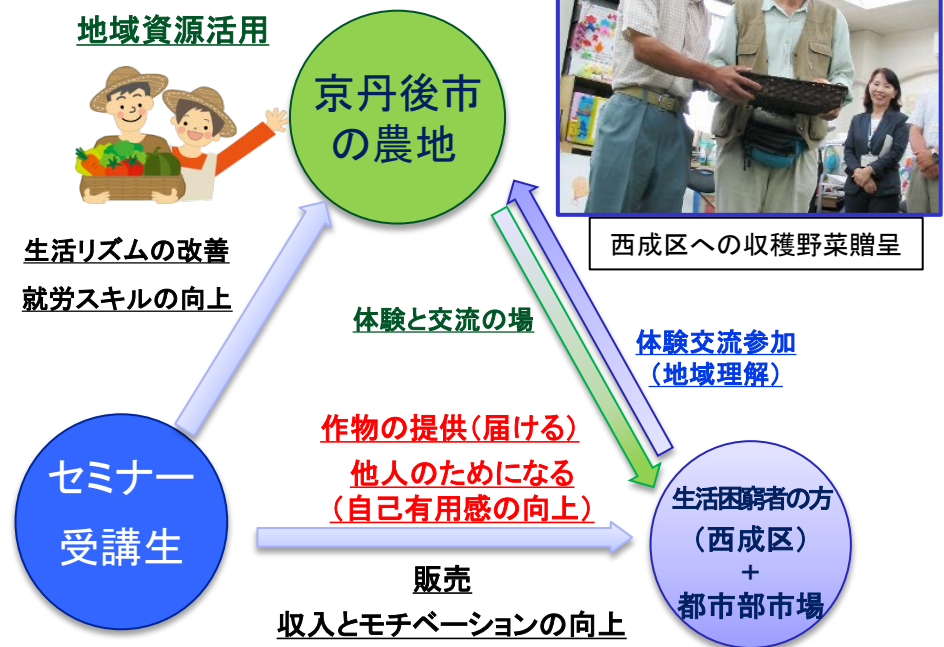 地域資源活用
京丹後市
の農地
西成区への収穫野菜贈呈
生活リズムの改善
就労スキルの向上
体験と交流の場
体験交流参加
（地域理解）
作物の提供（届ける）
他人のためになる
（自己有用感の向上）
セミナー
受講生
生活困窮者の方
（西成区）
＋
都市部市場
販売
収入とモチベーションの向上